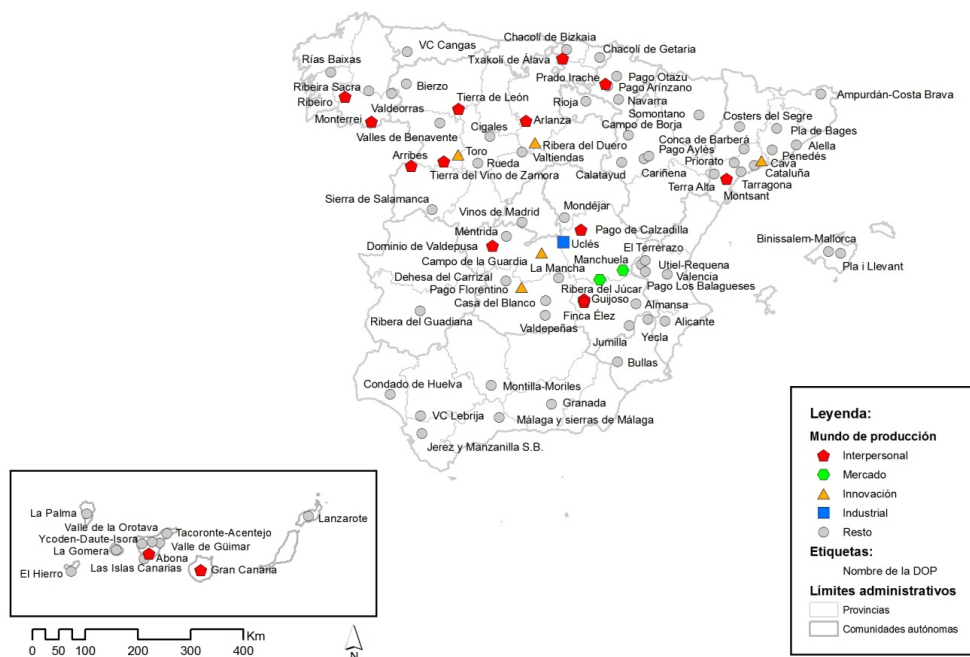 Chacolí de Bizkaia
VC Cangas
Chacolí de Getaria
Txakolí de Álava
Rías Baixas
Prado Irache
Pago Otazu
Ribeira Sacra
Bierzo
Pago Arínzano
Ampurdán-Costa Brava
Ribeiro
Tierra de León
Rioja
Navarra
Valdeorras
Somontano
Costers del Segre
Monterrei
Arlanza
Cigales
Campo de Borja
Pla de Bages
Valles de Benavente
Conca de Barberá
Ribera del Duero
Pago Aylés
Alella
Arribes
Toro
Valtiendas
Penedés
Rueda
Priorato
Cava
Tierra del Vino de Zamora
Calatayud
Cariñena
Cataluña
Terra Alta
Tarragona
Montsant
Sierra de Salamanca
Mondéjar
Vinos de Madrid
Méntrida
Pago de Calzadilla
Dominio de Valdepusa
Uclés
El Terrerazo
Binissalem-Mallorca
Campo de la Guardia
Manchuela
Utiel-Requena
La Mancha
Valencia
Pla i Llevant
Dehesa del Carrizal
Pago Los Balagueses
Pago Florentino
Ribera del Júcar
Casa del Blanco
Guijoso
Almansa
Ribera del Guadiana
Finca Élez
Valdepeñas
Alicante
Jumilla
Yecla
Bullas
Condado de Huelva
Montilla-Moriles
Granada
VC Lebrija
Málaga y sierras de Málaga
Jerez y Manzanilla S.B.
Leyenda:
Mundo de producción
Interpersonal
Mercado
Innovación
Industrial
Resto
Etiquetas:
Nombre de la DOP
Límites administrativos
Provincias
Comunidades autónomas
La Palma
Lanzarote
Valle de la Orotava
Tacoronte-Acentejo
Ycoden-Daute-Isora
Valle de Güimar
La Gomera
Abona
El Hierro
Las Islas Canarias
Gran Canaria
Km
0 50 100 200 300 400
N